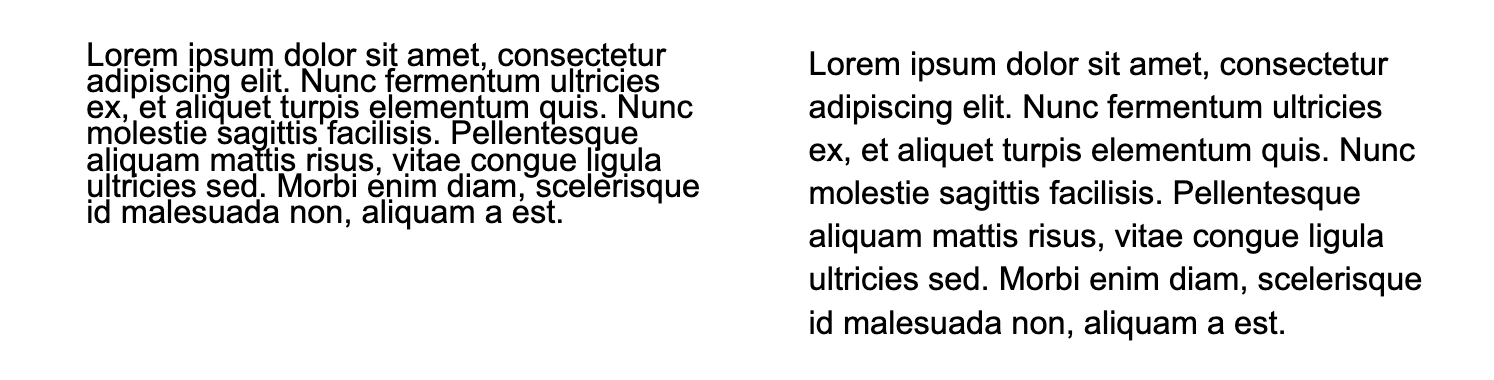 Lorem ipsum dolor sit amet, consectetur
adipiscing elit. Nunc fermentum ultricies
ex, et aliquet turpis elementum quis. Nunc
molestie sagittis facilisis. Pellentesque
aliquam mattis risus, vitae congue ligula
ultricies sed. Morbi enim diam, scelerisque
id malesuada non, aliquam a est.
Lorem ipsum dolor sit amet, consectetur
adipiscing elit. Nunc fermentum ultricies
ex, et aliquet turpis elementum quis. Nunc
molestie sagittis facilisis. Pellentesque
aliquam mattis risus, vitae congue ligula
ultricies sed. Morbi enim diam, scelerisque
id malesuada non, aliquam a est.